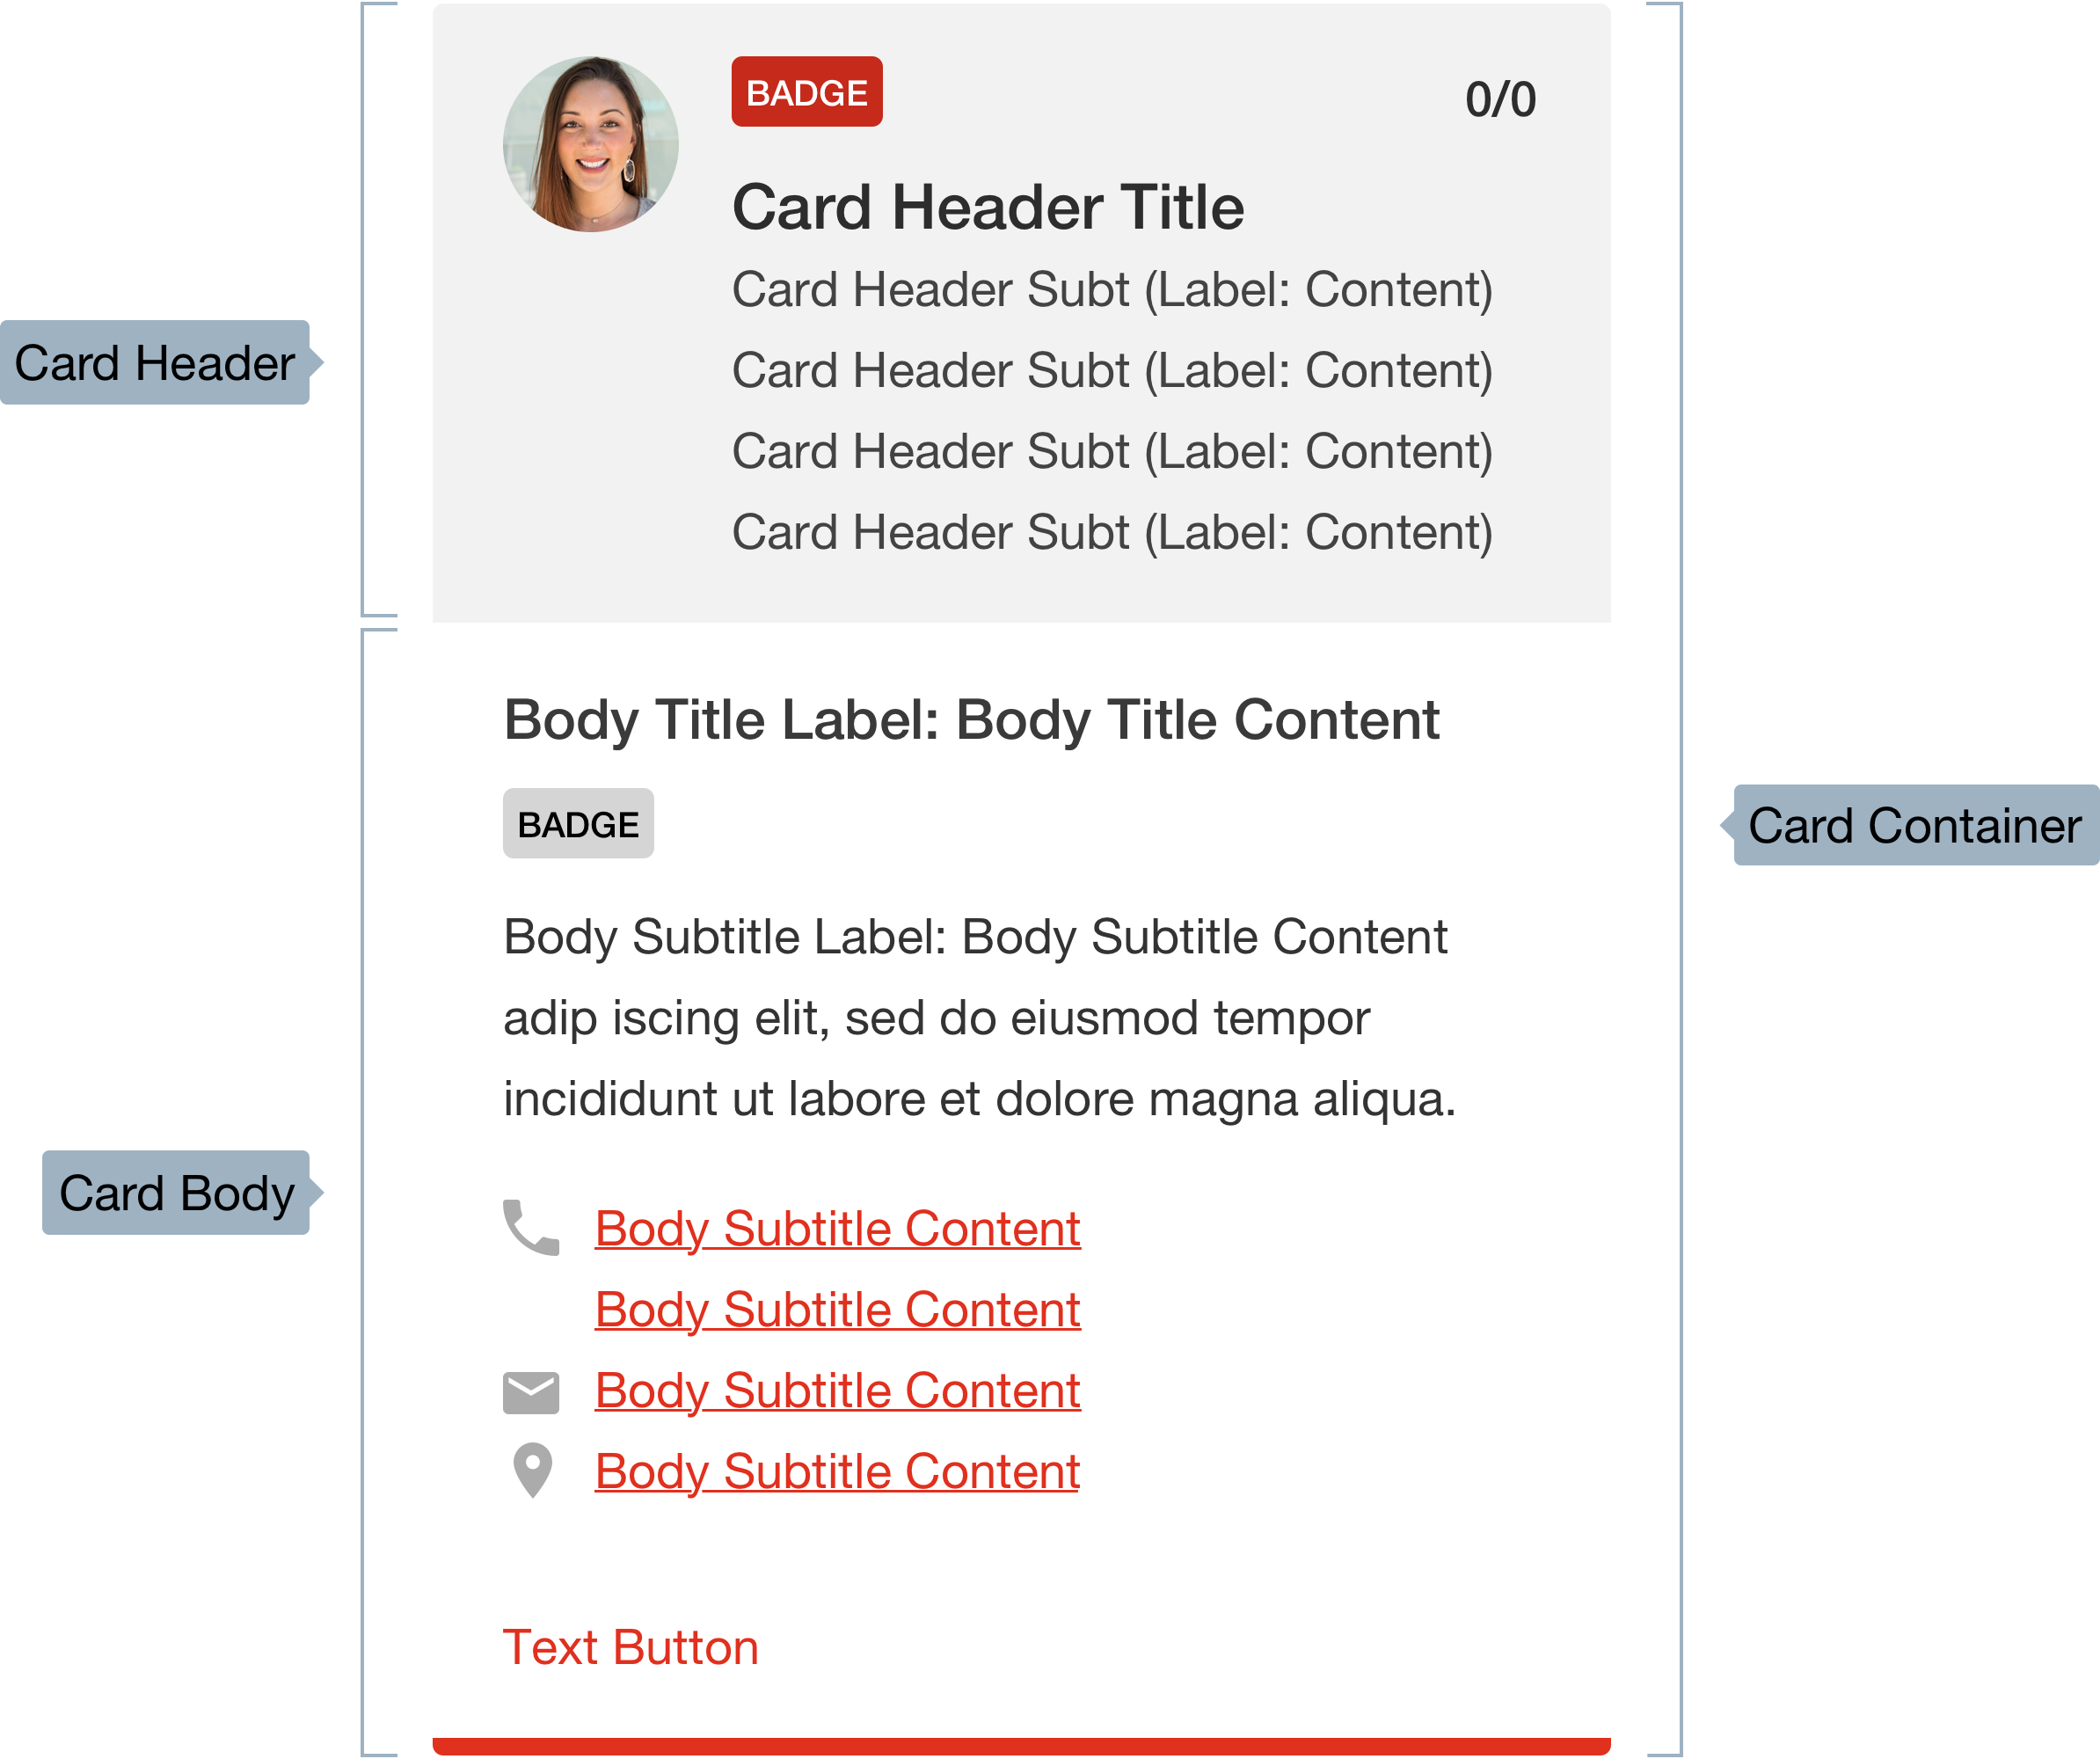 BADGE
0/0
Card Header Title
Card Header Subt (Label: Content)
Card Header Subt (Label: Content)
Card Header Subt (Label: Content)
Card Header Subt (Label: Content)
Card Header
Body Title Label: Body Title Content
BADGE
Card Container
Body Subtitle Label: Body Subtitle Content
adip iscing elit, sed do eiusmod tempor
incididunt ut labore et dolore magna aliqua.
Card Body
Body Subtitle Content
Body Subtitle Content
Body Subtitle Content
Body Subtitle Content
Text Button